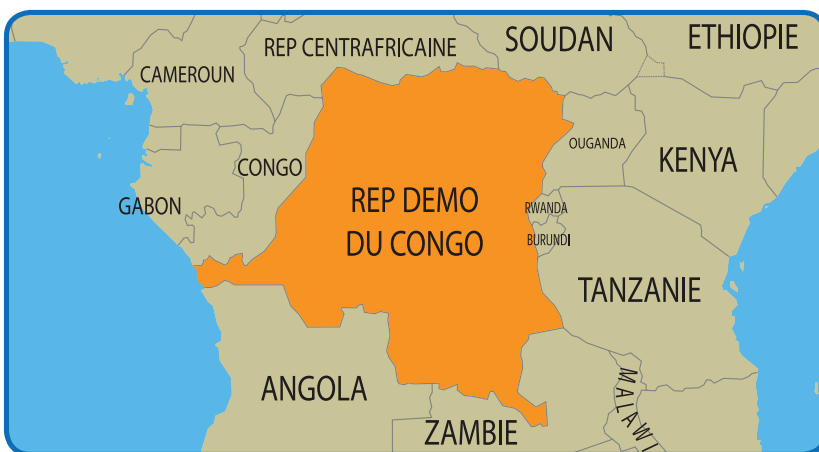 SOUDAN
ETHIOPIE
REP CENTRAFRICAINE
CAMEROUN
OUGANDA
KENYA
CONGO
GABON
REP DEMO
DU CONGO
RWANDA
BURUNDI
TANZANIE
ANGOLA
ZAMBIE
MALAWI